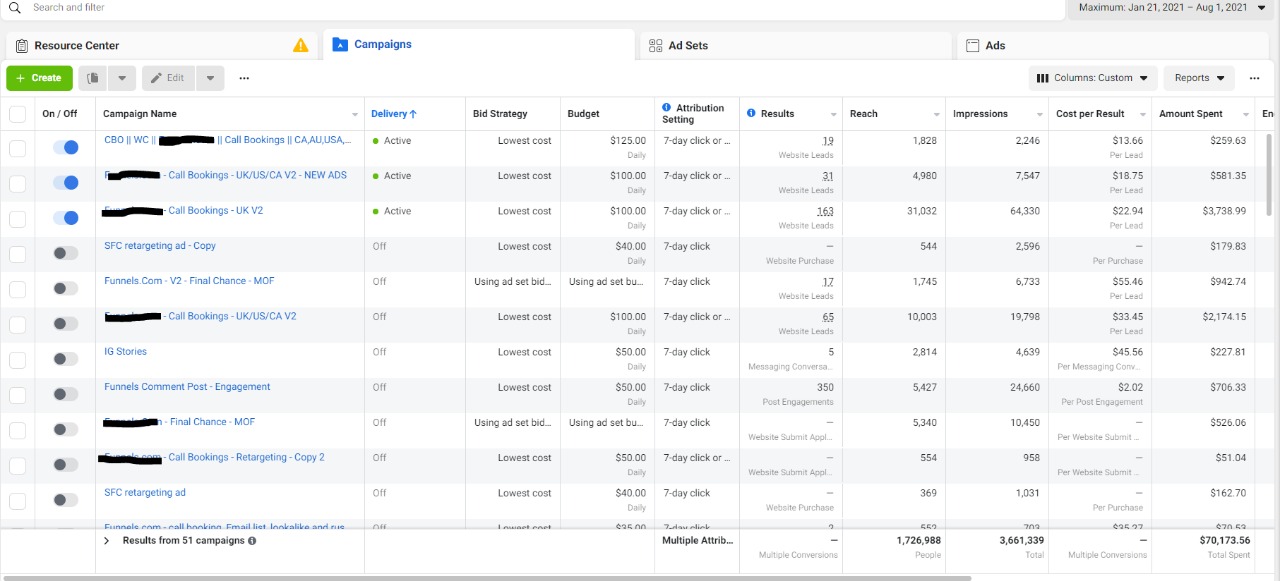 Search and filter
Maximum: Jan 21, 2021 – Aug 1, 2021
Resource Center
Campaigns
Ad Sets
Ads
+ Create
Edit
...
Columns: Custom
Reports
...
On / Off Campaign Name Delivery ↑ Bid Strategy Budget Attribution Setting Results Reach Impressions Cost per Result Amount Spent En
CBO || WC || || Call Bookings || CA,AU,USA,... Active Lowest cost $125.00 7-day click or ... 19 1,828 2,246 $13.66 $259.63
Daily Website Leads Per Lead
- Call Bookings - UK/US/CA V2 - NEW ADS Active Lowest cost $100.00 7-day click or ... 31 4,980 7,547 $18.75 $581.35
Daily Website Leads Per Lead
- Call Bookings - UK V2 Active Lowest cost $100.00 7-day click or ... 163 31,032 64,330 $22.94 $3,738.99
Daily Website Leads Per Lead
SFC retargeting ad - Copy Off Lowest cost $40.00 7-day click — 544 2,596 — $179.83
Daily Website Purchase Per Purchase
Funnels.Com - V2 - Final Chance - MOF Off Using ad set bid... Using ad set bu... 7-day click 17 1,745 6,733 $55.46 $942.74
Website Leads Per Lead
- Call Bookings - UK/US/CA V2 Off Lowest cost $100.00 7-day click or ... 65 10,003 19,798 $33.45 $2,174.15
Daily Website Leads Per Lead
IG Stories Off Lowest cost $50.00 7-day click 5 2,814 4,639 $45.56 $227.81
Daily Messaging Conversa... Per Messaging Conv...
Funnels Comment Post - Engagement Off Lowest cost $50.00 7-day click 350 5,427 24,660 $2.02 $706.33
Daily Post Engagements Per Post Engagement
- Final Chance - MOF Off Using ad set bid... Using ad set bu... 7-day click — 5,340 10,450 — $526.06
Website Submit Appl... Per Website Submit ...
- Call Bookings - Retargeting - Copy 2 Off Lowest cost $50.00 7-day click or ... — 554 958 — $51.04
Daily Website Submit Appl... Per Website Submit ...
SFC retargeting ad Off Lowest cost $40.00 7-day click — 369 1,031 — $162.70
Daily Website Purchase Per Purchase
Funnels.com - call booking Email list lookalike and rus Off Lowest cost $35.00 7-day click 2 552 703 $35.27 $70.53
Results from 51 campaigns Multiple Attrib... — 1,726,988 3,661,339 — $70,173.56
Multiple Conversions People Total Multiple Conversions Total Spent